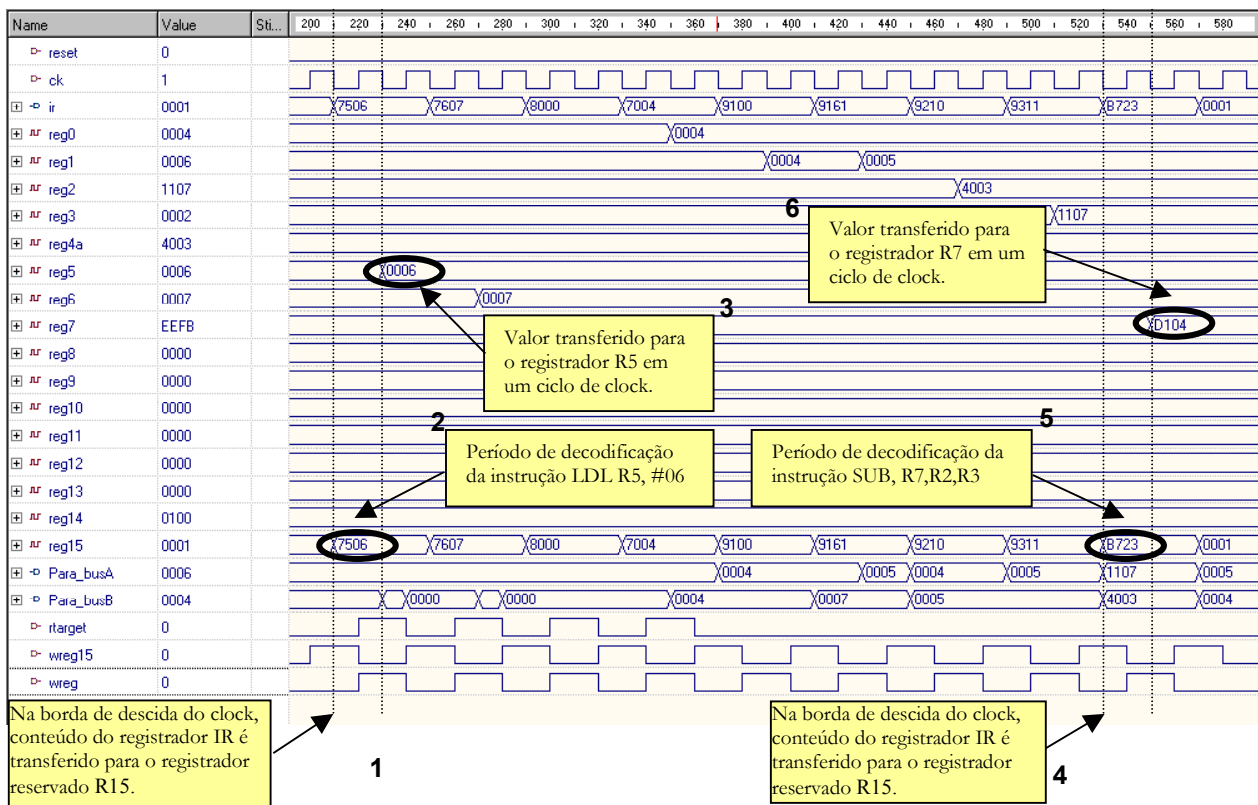 Name Value Sti... 200 220 240 260 280 300 320 340 360 380 400 420 440 460 480 500 520 540 560 580
reset 0
ck 1
ir 0001 7506 7607 8000 7004 9100 9161 9210 9311 B723 0001
reg0 0004 0004
reg1 0006 0004 0005
reg2 1107 4003
reg3 0002 1107
reg4a 4003
reg5 0006 0006
reg6 0007 0007
reg7 EEFB D104
reg8 0000
reg9 0000
reg10 0000
reg11 0000
reg12 0000
reg13 0000
reg14 0100
reg15 0001 7506 7607 8000 7004 9100 9161 9210 9311 B723 0001
Para_busA 0006 0004 0005 0004 0005 1107 0005
Para_busB 0004 0000 0000 0004 0007 0005 4003 0004
rtarget 0
wreg15 0
wreg 0
6
Valor transferido para
o registrador R7 em um
ciclo de clock.
3
Valor transferido para
o registrador R5 em
um ciclo de clock.
2
Período de decodificação
da instrução LDL R5, #06
5
Período de decodificação da
instrução SUB, R7,R2,R3
Na borda de descida do clock,
conteúdo do registrador IR é
transferido para o registrador
reservado R15.
1
Na borda de descida do clock,
conteúdo do registrador IR é
transferido para o registrador
reservado R15.
4